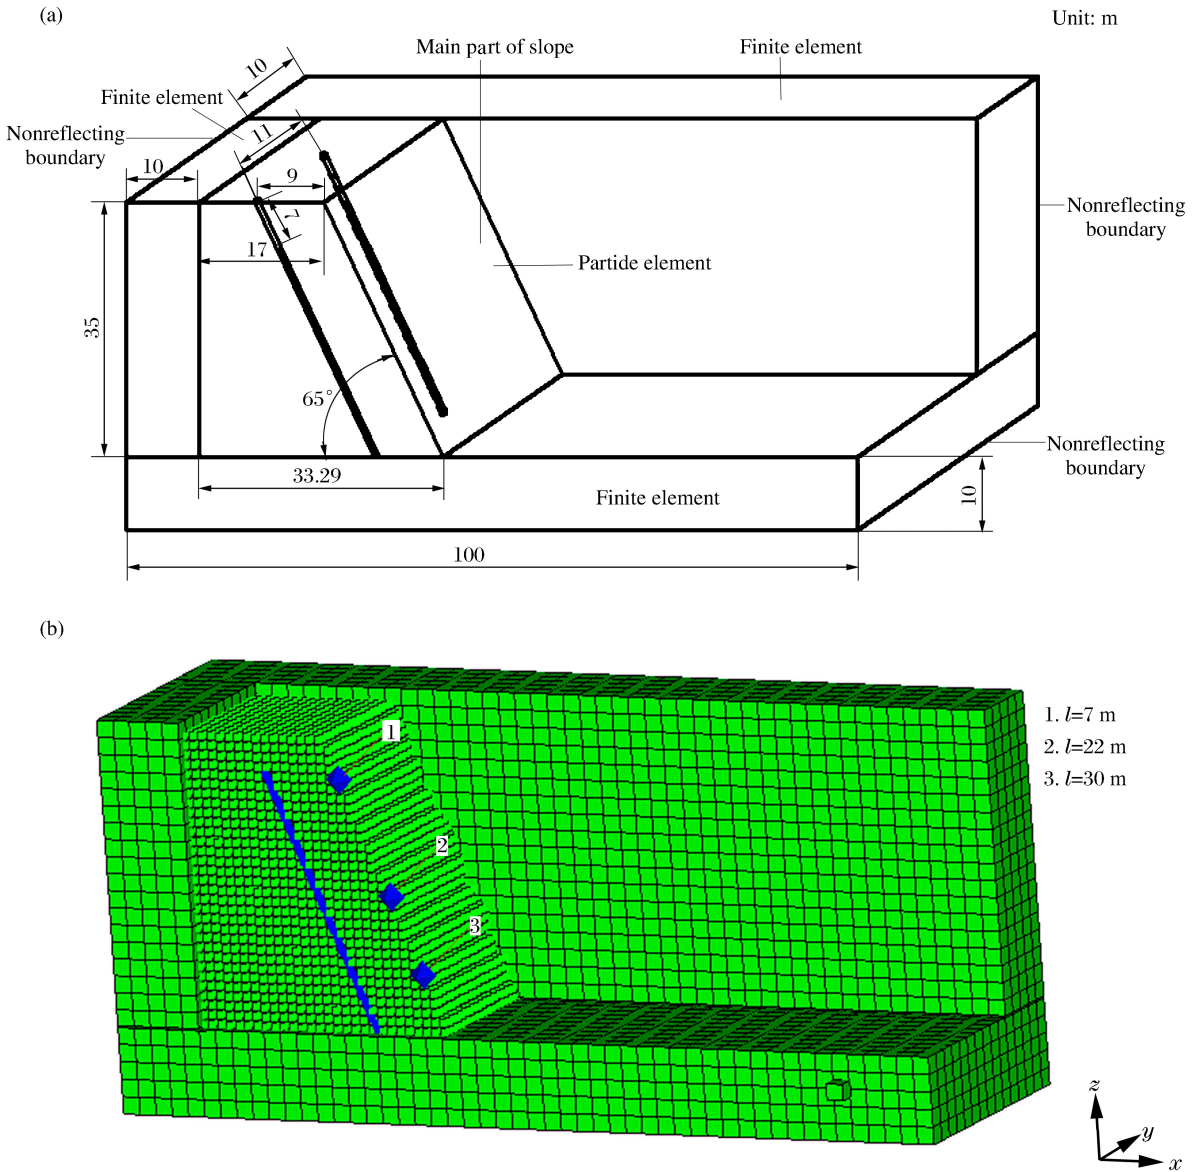 (a)
Unit: m
Main part of slope
Finite element
10
Finite element
Nonreflecting
boundary
11
10
9
7
17
Nonreflecting
boundary
Partide element
35
65°
33.29
Nonreflecting
boundary
Finite element
10
100
(b)
1
2
3
1. l=7 m
2. l=22 m
3. l=30 m
z
y
x